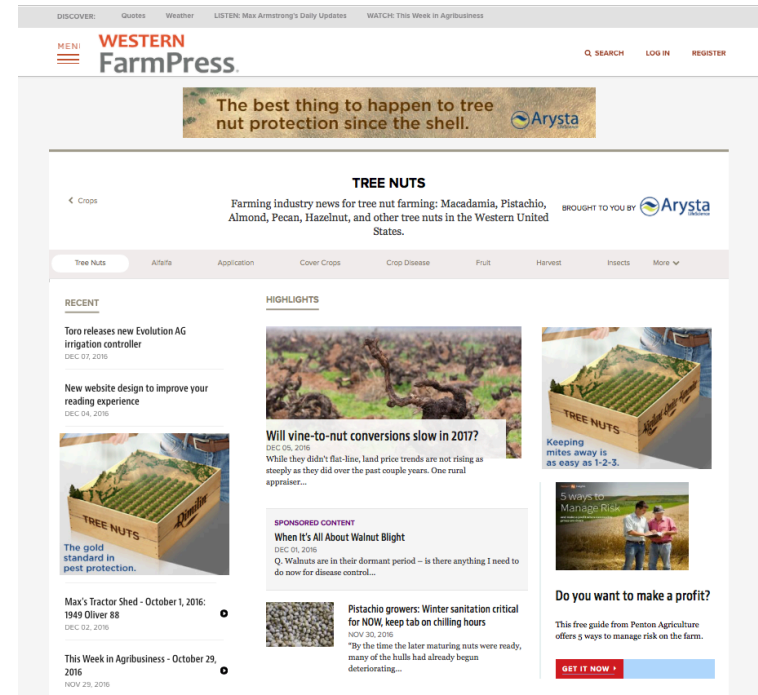 DISCOVER: Quotes Weather LISTEN: Max Armstrong's Daily Updates WATCH: This Week in Agribusiness
MENU
WESTERN
FarmPress.
SEARCH LOG IN REGISTER
The best thing to happen to tree
nut protection since the shell.
Arysta
LifeScience
TREE NUTS
Crops
Farming industry news for tree nut farming: Macadamia, Pistachio,
Almond, Pecan, Hazelnut, and other tree nuts in the Western United
States.
BROUGHT TO YOU BY Arysta
LifeScience
Tree Nuts Alfalfa Application Cover Crops Crop Disease Fruit Harvest Insects More
RECENT
Toro releases new Evolution AG
irrigation controller
DEC 07, 2016
New website design to improve your
reading experience
DEC 04, 2016
TREE NUTS
Rimilin
The gold
standard in
pest protection.
Max's Tractor Shed - October 1, 2016:
1949 Oliver 88
DEC 02, 2016
This Week in Agribusiness - October 29,
2016
NOV 29, 2016
HIGHLIGHTS
Will vine-to-nut conversions slow in 2017?
DEC 05, 2016
While they didn't flat-line, land price trends are not rising as
steeply as they did over the past couple years. One rural
appraiser...
SPONSORED CONTENT
When It's All About Walnut Blight
DEC 01, 2016
Q. Walnuts are in their dormant period – is there anything I need to
do now for disease control...
Pistachio growers: Winter sanitation critical
for NOW, keep tab on chilling hours
NOV 30, 2016
"By the time the later maturing nuts were ready,
many of the hulls had already begun
deteriorating...
TREE NUTS
Keeping
mites away is
as easy as 1-2-3.
5 ways to
Manage Risk
Do you want to make a profit?
This free guide from Penton Agriculture
offers 5 ways to manage risk on the farm.
GET IT NOW